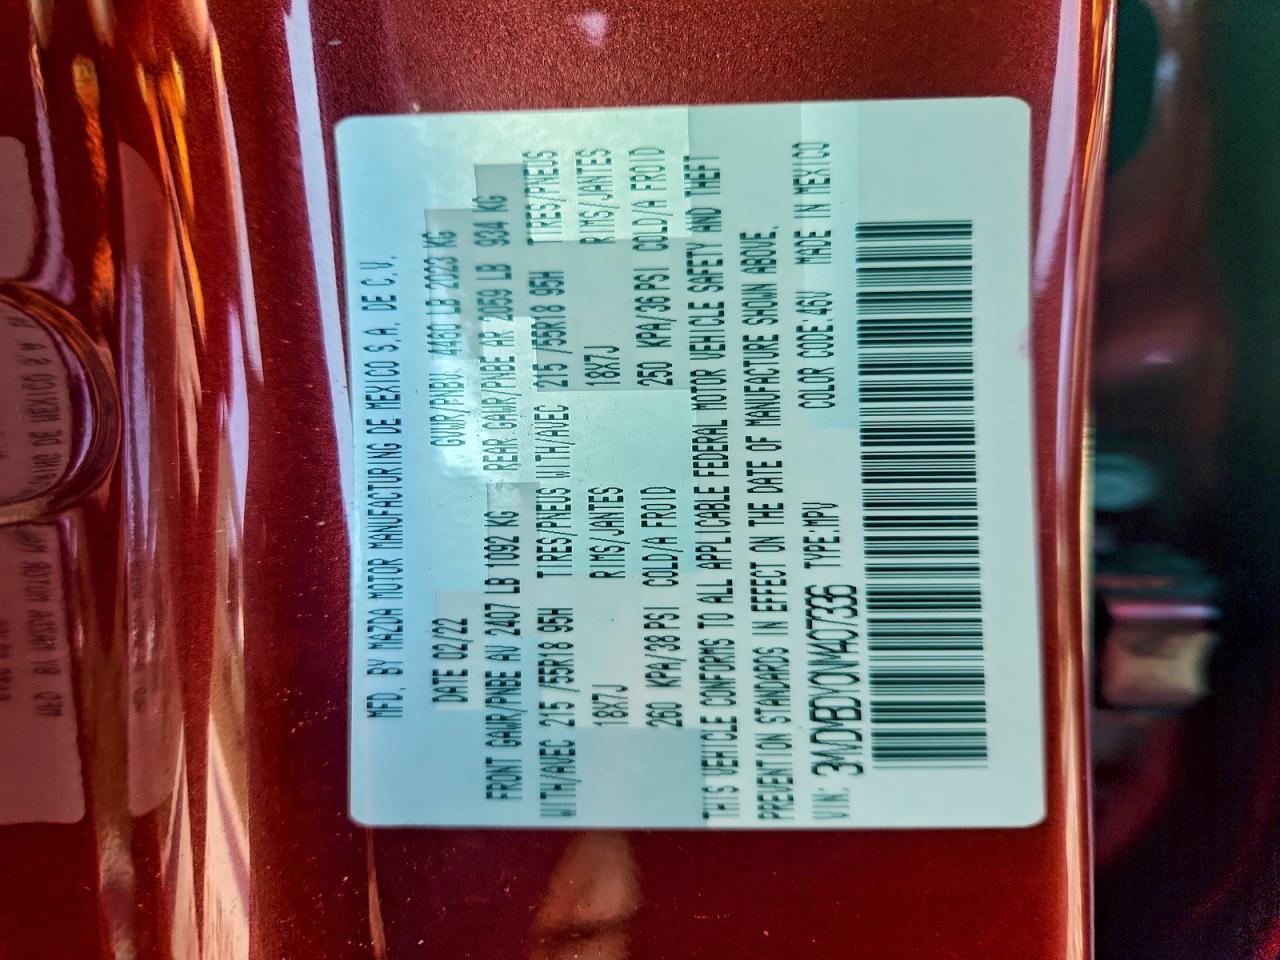 MFD. BY MAZDA MOTOR MANUFACTURING DE MEXICO S.A. DE C.V.
DATE 02/22 GVWR/PNBV 4460 LB 2023 KG
FRONT GAWR/PNBE AV 2407 LB 1092 KG REAR GAWR/PNBE AR 2059 LB 934 KG
WITH/AVEC 215 /55R18 95H TIRES/PNEUS WITH/AVEC 215 /55R18 95H TIRES/PNEUS
18X7J RIMS/JANTES 18X7J RIMS/JANTES
260 KPA/38 PSI COLD/A FROID 250 KPA/36 PSI COLD/A FROID
THIS VEHICLE CONFORMS TO ALL APPLICABLE FEDERAL MOTOR VEHICLE SAFETY AND THEFT
PREVENTION STANDARDS IN EFFECT ON THE DATE OF MANUFACTURE SHOWN ABOVE.
VIN: TYPE:MPV COLOR CODE:46V MADE IN MEXICO